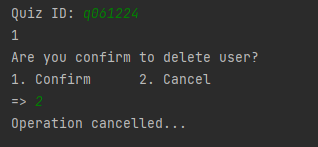 Quiz ID: q061224
1
Are you confirm to delete user?
1. Confirm      2. Cancel
=> 2
Operation cancelled...